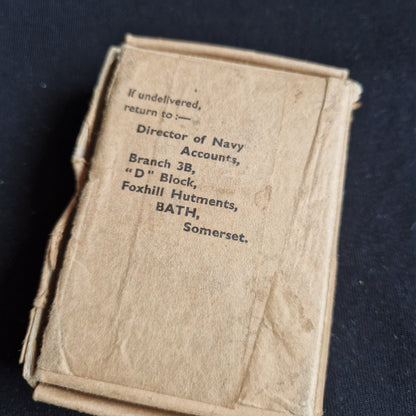 If undelivered,
return to :—
Director of Navy
Accounts,
Branch 3B,
"D" Block,
Foxhill Hutments,
BATH,
Somerset.